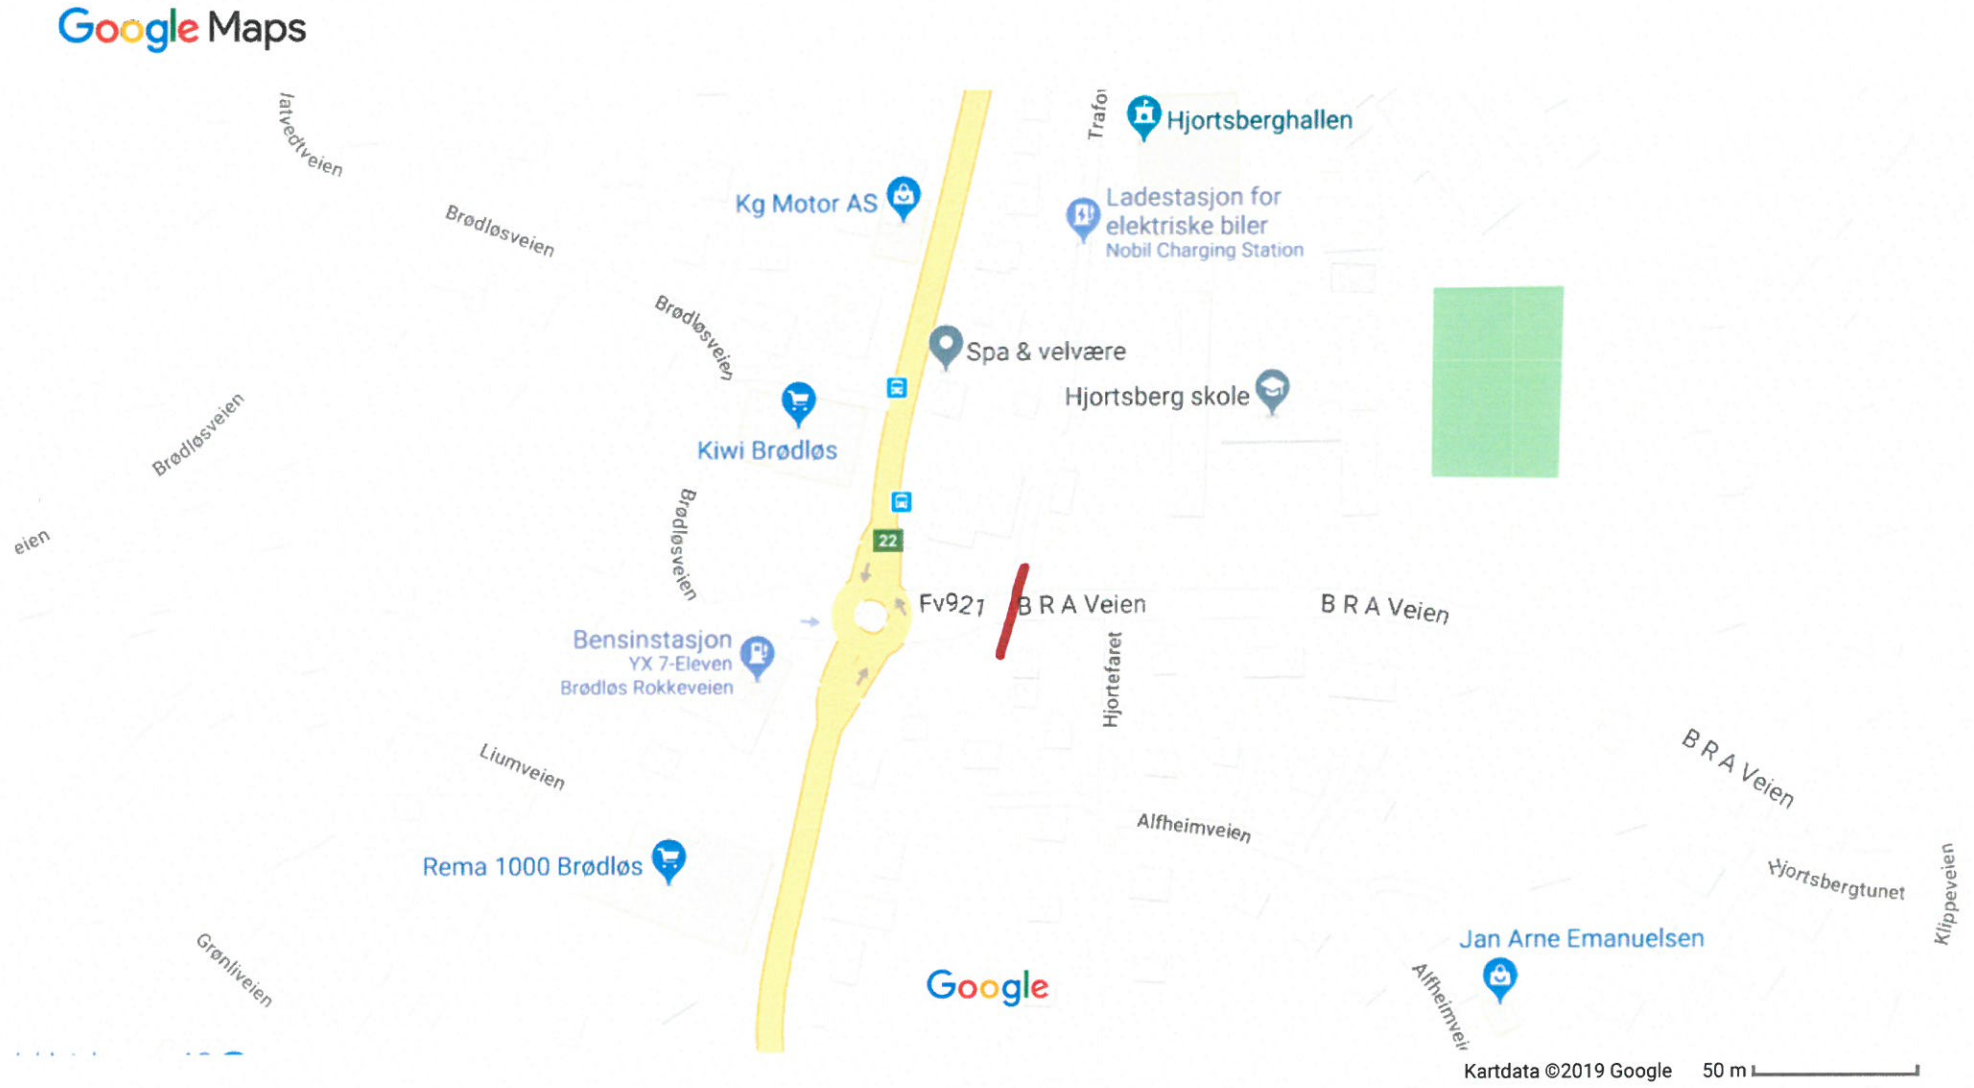 Google Maps
Trafo
Hjortsberghallen
latvedtveien
Kg Motor AS
Ladestasjon for
elektriske biler
Nobil Charging Station
Brødløsveien
Brødløsveien
Spa & velvære
Hjortsberg skole
Brødløsveien
Kiwi Brødløs
Brødløsveien
22
eien
Fv921
B R A Veien
B R A Veien
Bensinstasjon
YX 7-Eleven
Brødløs Rokkeveien
Hjortefaret
Liumveien
B R A Veien
Alfheimveien
Rema 1000 Brødløs
Hjortsbergtunet
Klippeveien
Jan Arne Emanuelsen
Grønliveien
Google
Alfheimvei
Kartdata ©2019 Google 50 m